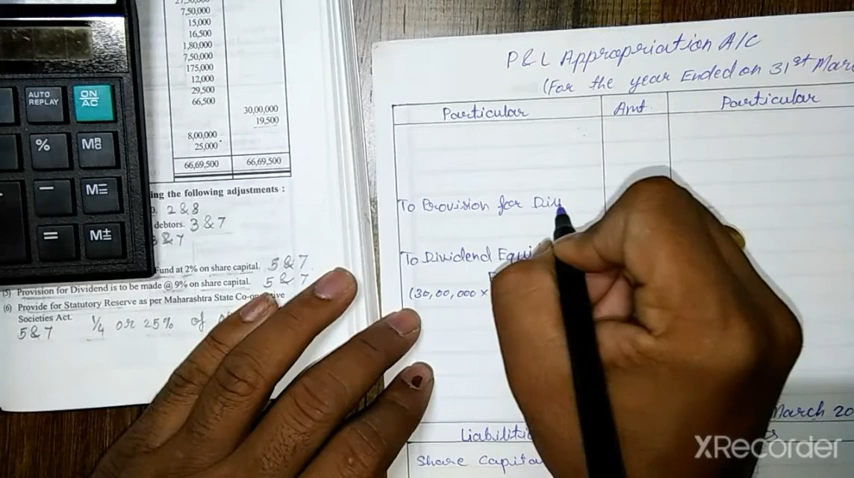 7,50,000
15,000
16,500
1,80,000
7,50,000
175,000
12,000
29,500
66,500
30,00,000
19,500
8,00,000
25,000
66,69,500 66,69,500
ing the following adjustments :
2 & 8
debtors. 3 & 7
& 7
Fund at 2% on share capital. 5 & 7
(5) Provision for Dividend is to be made @ 9% on share capital. 5 & 7
(6) Provide for Statutory Reserve as per Maharashtra State Co-operative
Societies Act.
5 & 7 1/4 or 25% of
AUTO REPLAY
ON AC
%
M
−
M=
=
M±
P&L Appropriation A/C
(For the year Ended on 31st Mar
Particular Amt. Particular
To Provision for Div
To Dividend Equi
(30,00,000 ×
March 20
Liabiliti
Share Capita
XRecorder